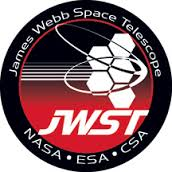 James Webb Space Telescope
JWST
NASA • ESA • CSA